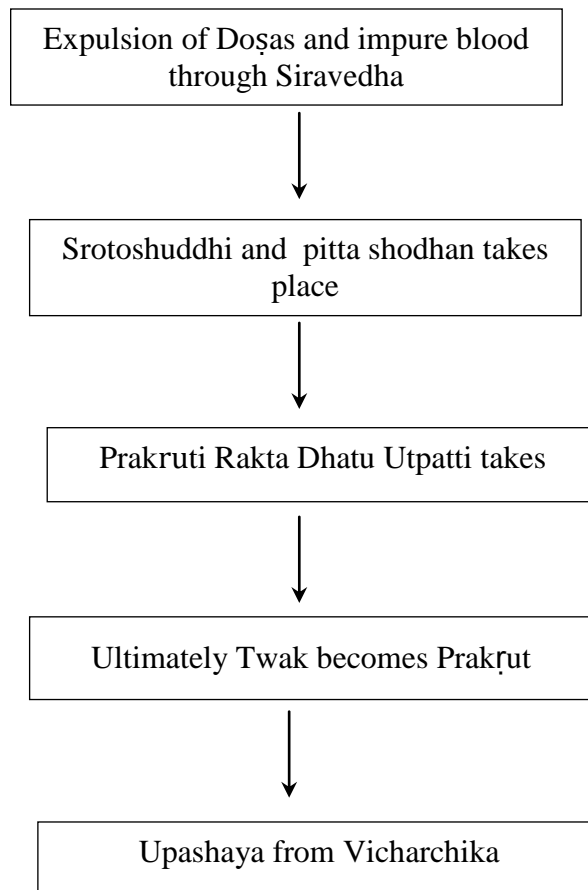 Expulsion of Doṣas and impure blood
through Siravedha
Srotoshuddhi and pitta shodhan takes
place
Prakruti Rakta Dhatu Utpatti takes
Ultimately Twak becomes Prakṛut
Upashaya from Vicharchika